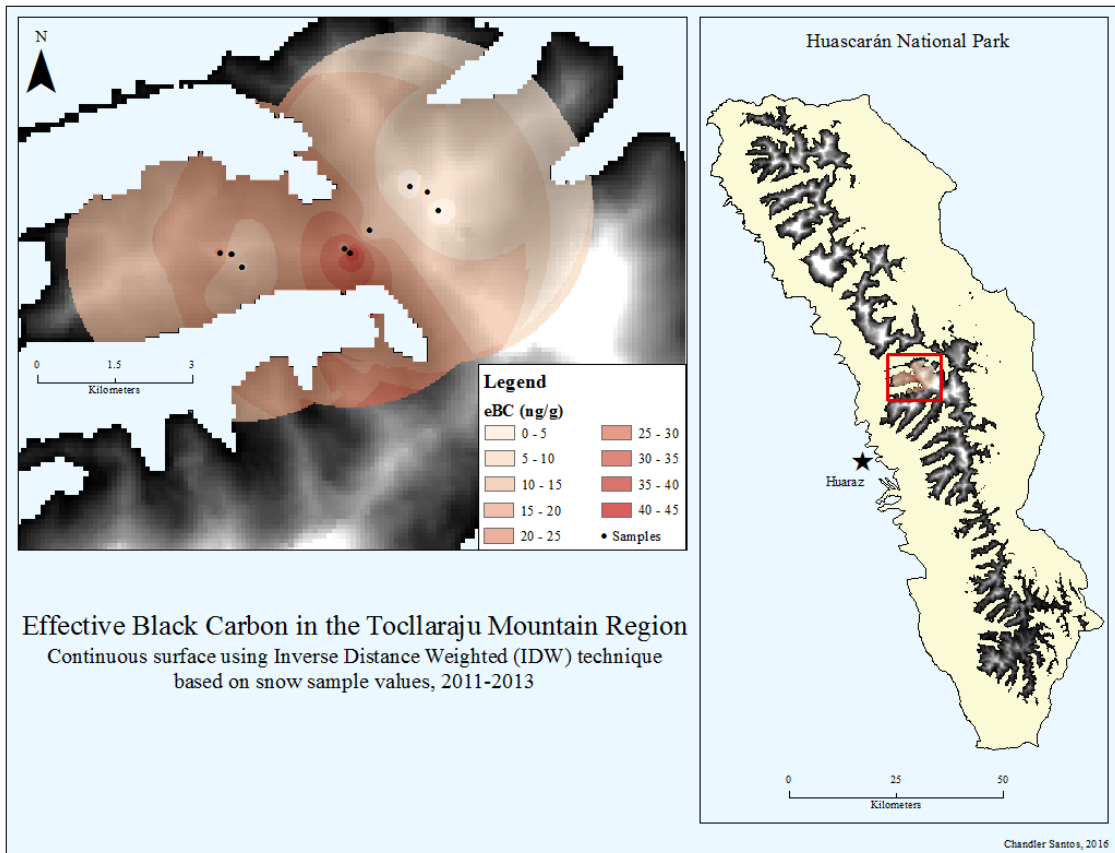 N
Huascarán National Park
0 1.5 3
Kilometers
Legend
eBC (ng/g)
0 - 5
5 - 10
10 - 15
15 - 20
20 - 25
25 - 30
30 - 35
35 - 40
40 - 45
Samples
Huaraz
Effective Black Carbon in the Tocllaraju Mountain Region
Continuous surface using Inverse Distance Weighted (IDW) technique
based on snow sample values, 2011-2013
0 25 50
Kilometers
Chandler Santos, 2016